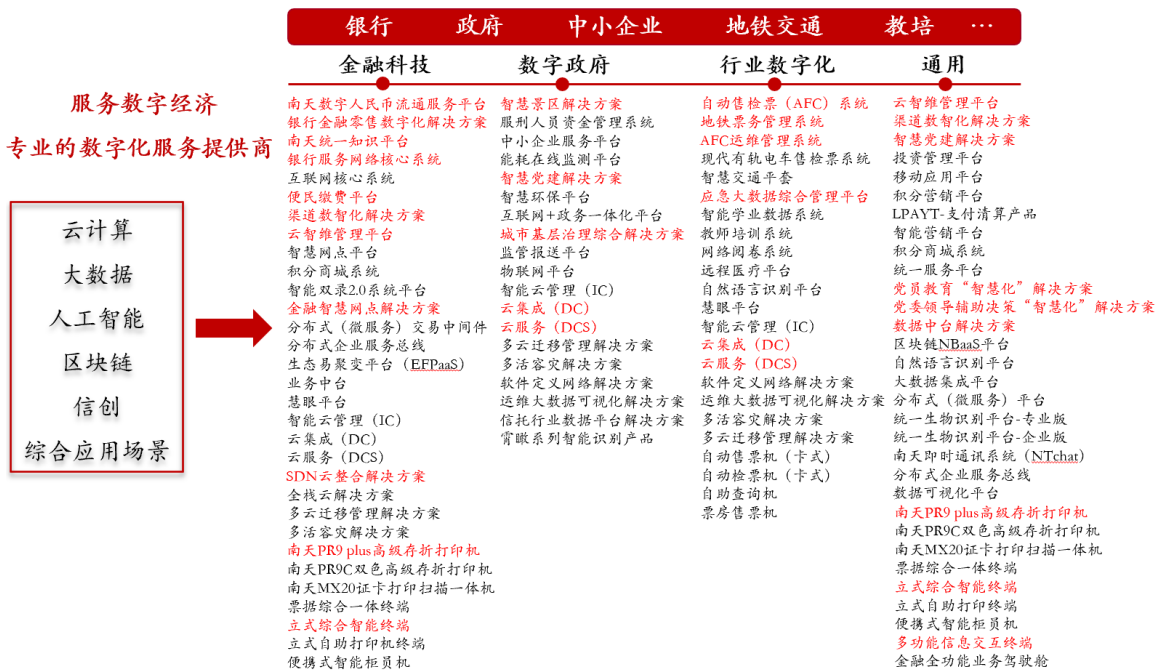 银行 政府 中小企业 地铁交通 教培 …
服务数字经济
专业的数字化服务提供商
云计算
大数据
人工智能
区块链
信创
综合应用场景
金融科技
南天数字人民币流通服务平台
银行金融零售数字化解决方案
南天统一知识平台
银行服务网络核心系统
互联网核心系统
便民缴费平台
渠道数智化解决方案
云智维管理平台
智慧网点平台
积分商城系统
智能双录2.0系统平台
金融智慧网点解决方案
分布式（微服务）交易中间件
分布式企业服务总线
生态易聚变平台（EFPaaS）
业务中台
慧眼平台
智能云管理（IC）
云集成（DC）
云服务（DCS）
SDN云整合解决方案
全栈云解决方案
多云迁移管理解决方案
多活容灾解决方案
南天PR9 plus高级存折打印机
南天PR9C双色高级存折打印机
南天MX20证卡打印扫描一体机
票据综合一体终端
立式综合智能终端
立式自助打印机终端
便携式智能柜员机
数字政府
智慧景区解决方案
服刑人员资金管理系统
中小企业服务平台
能耗在线监测平台
智慧党建解决方案
智慧环保平台
互联网+政务一体化平台
城市基层治理综合解决方案
监管报送平台
物联网平台
智能云管理（IC）
云集成（DC）
云服务（DCS）
多云迁移管理解决方案
多活容灾解决方案
软件定义网络解决方案
运维大数据可视化解决方案
信托行业数据平台解决方案
霄瞰系列智能识别产品
行业数字化
自动售检票（AFC）系统
地铁票务管理系统
AFC运维管理系统
现代有轨电车售检票系统
智慧交通平套
应急大数据综合管理平台
智能学业数据系统
教师培训系统
网络阅卷系统
远程医疗平台
自然语言识别平台
慧眼平台
智能云管理（IC）
云集成（DC）
云服务（DCS）
软件定义网络解决方案
运维大数据可视化解决方案
多活容灾解决方案
多云迁移管理解决方案
自动售票机（卡式）
自动检票机（卡式）
自助查询机
票房售票机
通用
云智维管理平台
渠道数智化解决方案
智慧党建解决方案
投资管理平台
移动应用平台
积分营销平台
LPAYT-支付清算产品
智能营销平台
积分商城系统
统一服务平台
党员教育“智慧化”解决方案
党委领导辅助决策“智慧化”解决方案
数据中台解决方案
区块链NBaaS平台
自然语言识别平台
大数据集成平台
分布式（微服务）平台
统一生物识别平台-专业版
统一生物识别平台-企业版
南天即时通讯系统（NTchat）
分布式企业服务总线
数据可视化平台
南天PR9 plus高级存折打印机
南天PR9C双色高级存折打印机
南天MX20证卡打印扫描一体机
票据综合一体终端
立式综合智能终端
立式自助打印终端
便携式智能柜员机
多功能信息交互终端
金融全功能业务驾驶舱